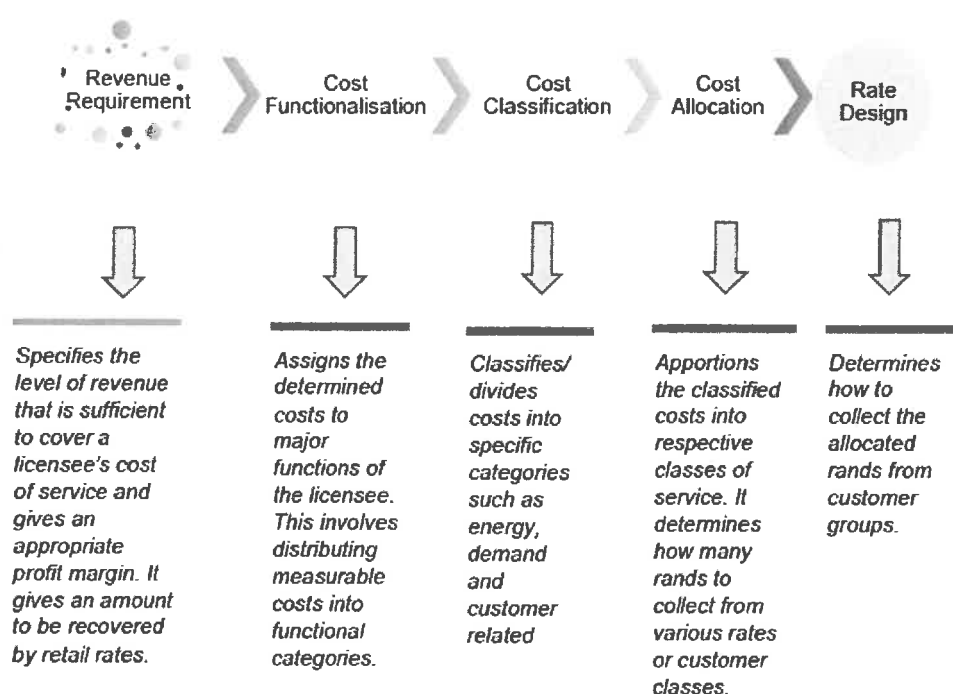 Revenue
Requirement
Cost
Functionalisation
Cost
Classification
Cost
Allocation
Rate
Design
Specifies the
level of revenue
that is sufficient
to cover a
licensee's cost
of service and
gives an
appropriate
profit margin. It
gives an amount
to be recovered
by retail rates.
Assigns the
determined
costs to
major
functions of
the licensee.
This involves
distributing
measurable
costs into
functional
categories.
Classifies/
divides
costs into
specific
categories
such as
energy,
demand
and
customer
related
Apportions
the classified
costs into
respective
classes of
service. It
determines
how many
rands to
collect from
various rates
or customer
classes.
Determines
how to
collect the
allocated
rands from
customer
groups.